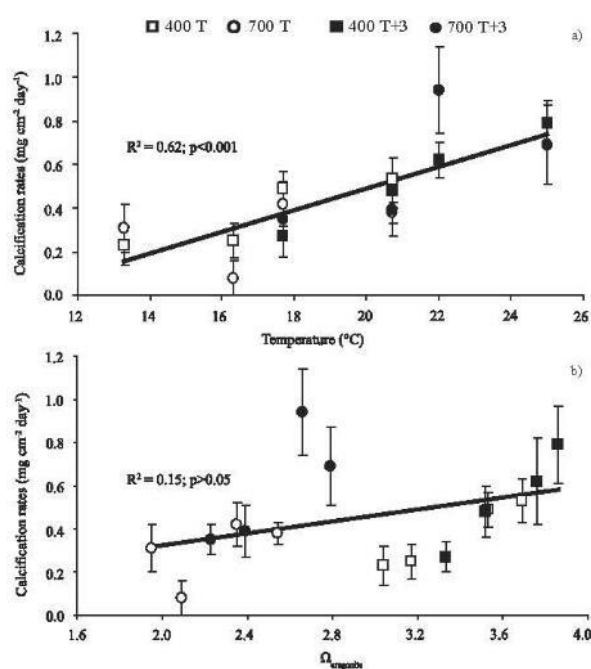 400 T 700 T 400 T+3 700 T+3
a)
Calcification rates (mg cm⁻² day⁻¹)
1.2
1.0
0.8
0.6
0.4
0.2
0.0
R² = 0.62; p<0.001
12 14 16 18 20 22 24 26
Temperature (°C)
b)
Calcification rates (mg cm⁻² day⁻¹)
1.2
1.0
0.8
0.6
0.4
0.2
0.0
R² = 0.15; p>0.05
1.6 2.0 2.4 2.8 3.2 3.6 4.0
Ω aragonite